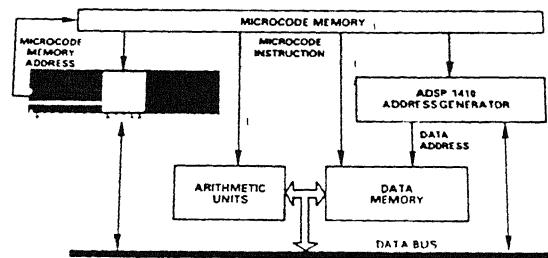 MICROCODE MEMORY
MICROCODE
MEMORY
ADDRESS
MICROCODE
INSTRUCTION
ADSP 1410
ADDRESS GENERATOR
DATA
ADDRESS
ARITHMETIC
UNITS
DATA
MEMORY
DATA BUS